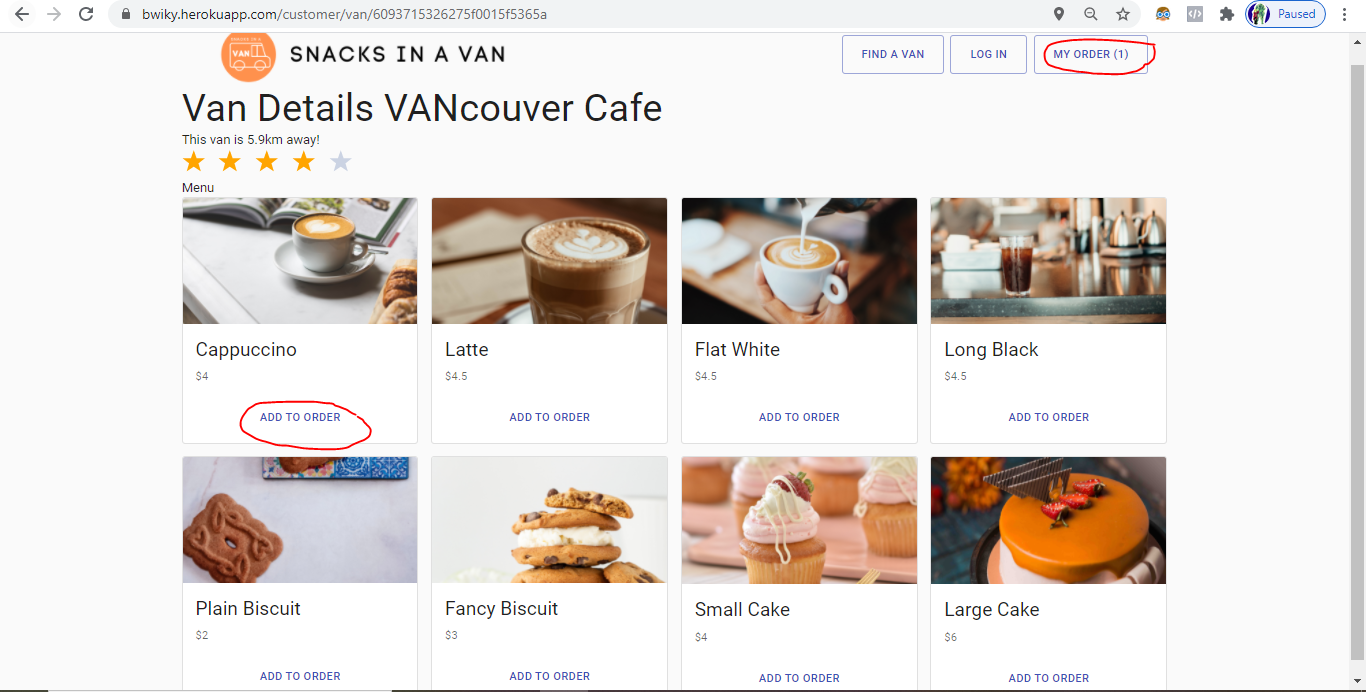 bwiky.herokuapp.com/customer/van/6093715326275f0015f5365a
Paused
VAN
SNACKS IN A VAN
FIND A VAN
LOG IN
MY ORDER (1)
Van Details VANcouver Cafe
This van is 5.9km away!
Menu
Cappuccino
$4
ADD TO ORDER
Latte
$4.5
ADD TO ORDER
Flat White
$4.5
ADD TO ORDER
Long Black
$4.5
ADD TO ORDER
Plain Biscuit
$2
ADD TO ORDER
Fancy Biscuit
$3
ADD TO ORDER
Small Cake
$4
ADD TO ORDER
Large Cake
$6
ADD TO ORDER